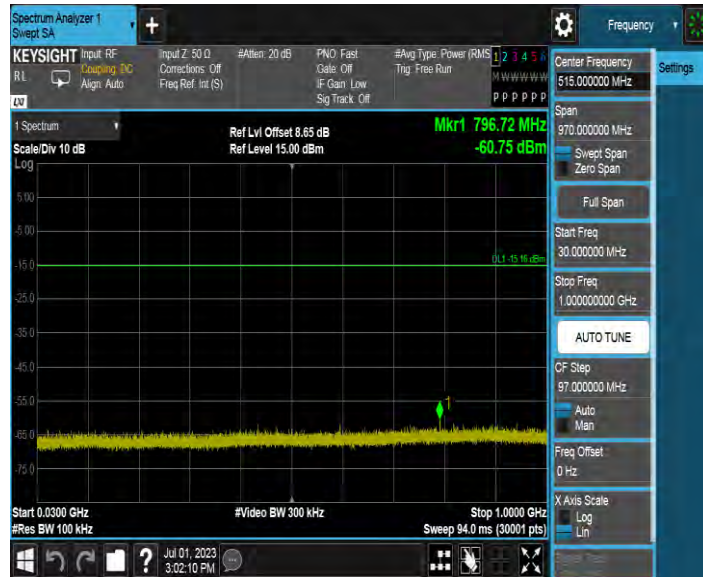 Spectrum Analyzer 1
Swept SA
Frequency
KEYSIGHT Input: RF
Coupling: DC
Align: Auto
RL
LXI
Input Z: 50 Ω
Corrections: Off
Freq Ref: Int (S)
#Atten: 20 dB
PNO: Fast
Gate: Off
IF Gain: Low
Sig Track: Off
#Avg Type: Power (RMS
Trig: Free Run
1 2 3 4 5 6
M W W W W W
P P P P P P
Center Frequency
515.000000 MHz
Settings
Span
970.000000 MHz
Swept Span
Zero Span
Full Span
Start Freq
30.000000 MHz
Stop Freq
1.000000000 GHz
AUTO TUNE
CF Step
97.000000 MHz
Auto
Man
Freq Offset
0 Hz
X Axis Scale
Log
Lin
1 Spectrum
Scale/Div 10 dB
Log
Ref Lvl Offset 8.65 dB
Ref Level 15.00 dBm
Mkr1 796.72 MHz
-60.75 dBm
5.00
-5.00
-15.0
DL1 -15.16 dBm
-25.0
-35.0
-45.0
-55.0
1
-65.0
-75.0
Start 0.0300 GHz
#Res BW 100 kHz
#Video BW 300 kHz
Stop 1.0000 GHz
Sweep 94.0 ms (30001 pts)
?
Jul 01, 2023
3:02:10 PM